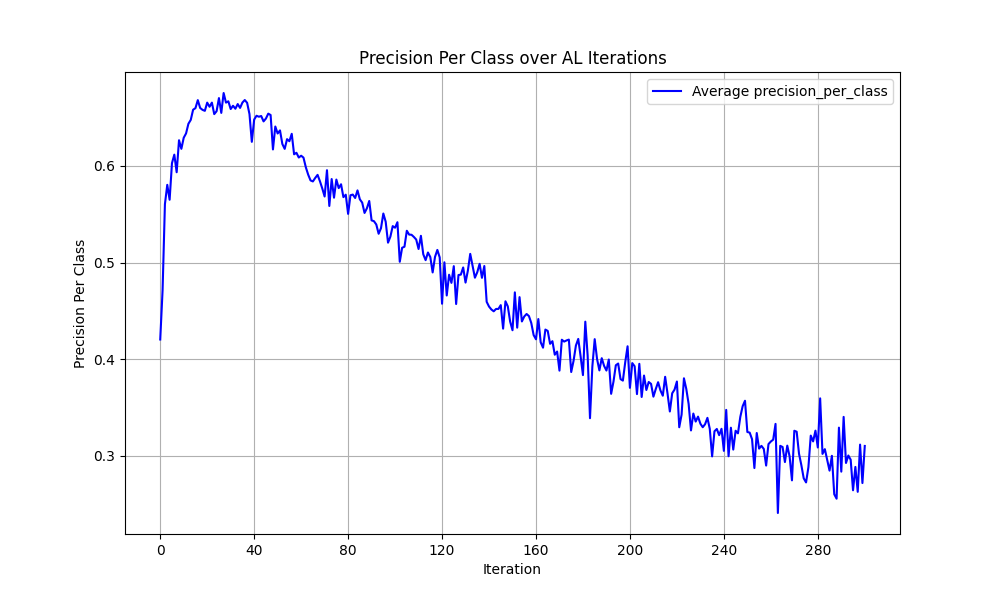 Precision Per Class over AL Iterations
Average precision_per_class
Precision Per Class
0.6
0.5
0.4
0.3
0 40 80 120 160 200 240 280
Iteration